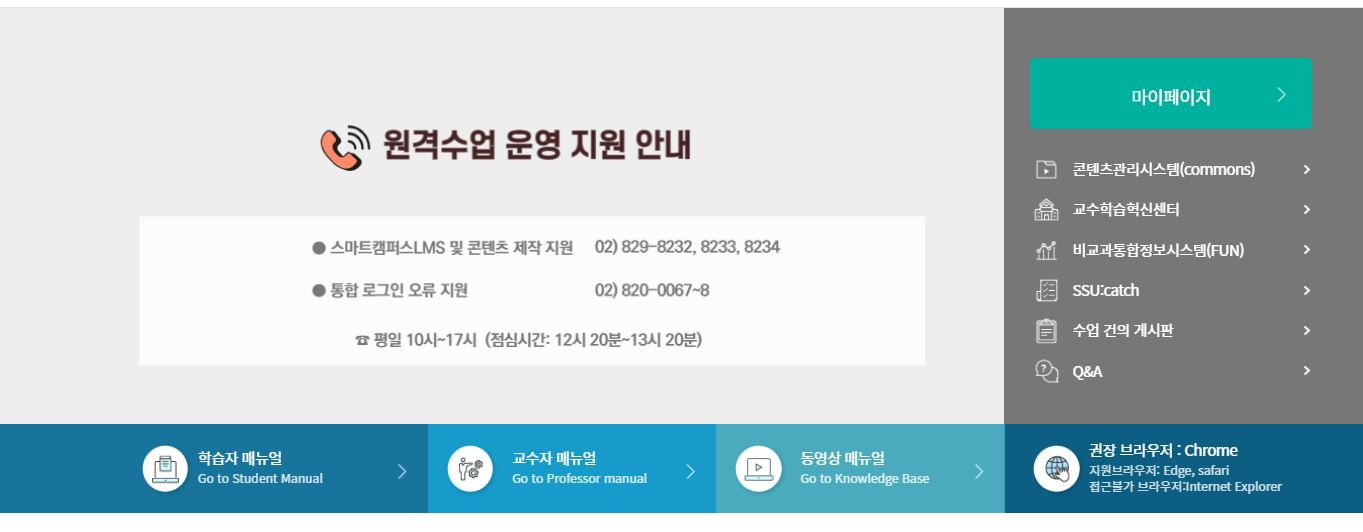 원격수업 운영 지원 안내
● 스마트캠퍼스LMS 및 콘텐츠 제작 지원 02) 829-8232, 8233, 8234
● 통합 로그인 오류 지원 02) 820-0067~8
☎ 평일 10시~17시 (점심시간: 12시 20분~13시 20분)
마이페이지
콘텐츠관리시스템(commons)
교수학습혁신센터
비교과통합정보시스템(FUN)
SSU:catch
수업 건의 게시판
Q&A
학습자 매뉴얼
Go to Student Manual
교수자 매뉴얼
Go to Professor manual
동영상 매뉴얼
Go to Knowledge Base
권장 브라우저 : Chrome
지원브라우저: Edge, safari
접근불가 브라우저:Internet Explorer